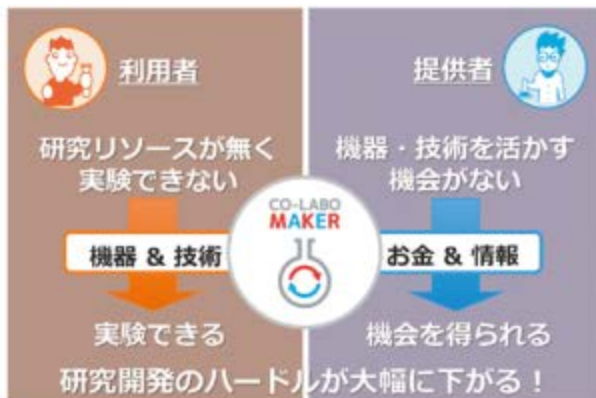 利用者
研究リソースが無く
実験できない
機器 & 技術
実験できる
提供者
機器・技術を活かす
機会がない
お金 & 情報
機会を得られる
CO-LABO
MAKER
研究開発のハードルが大幅に下がる！